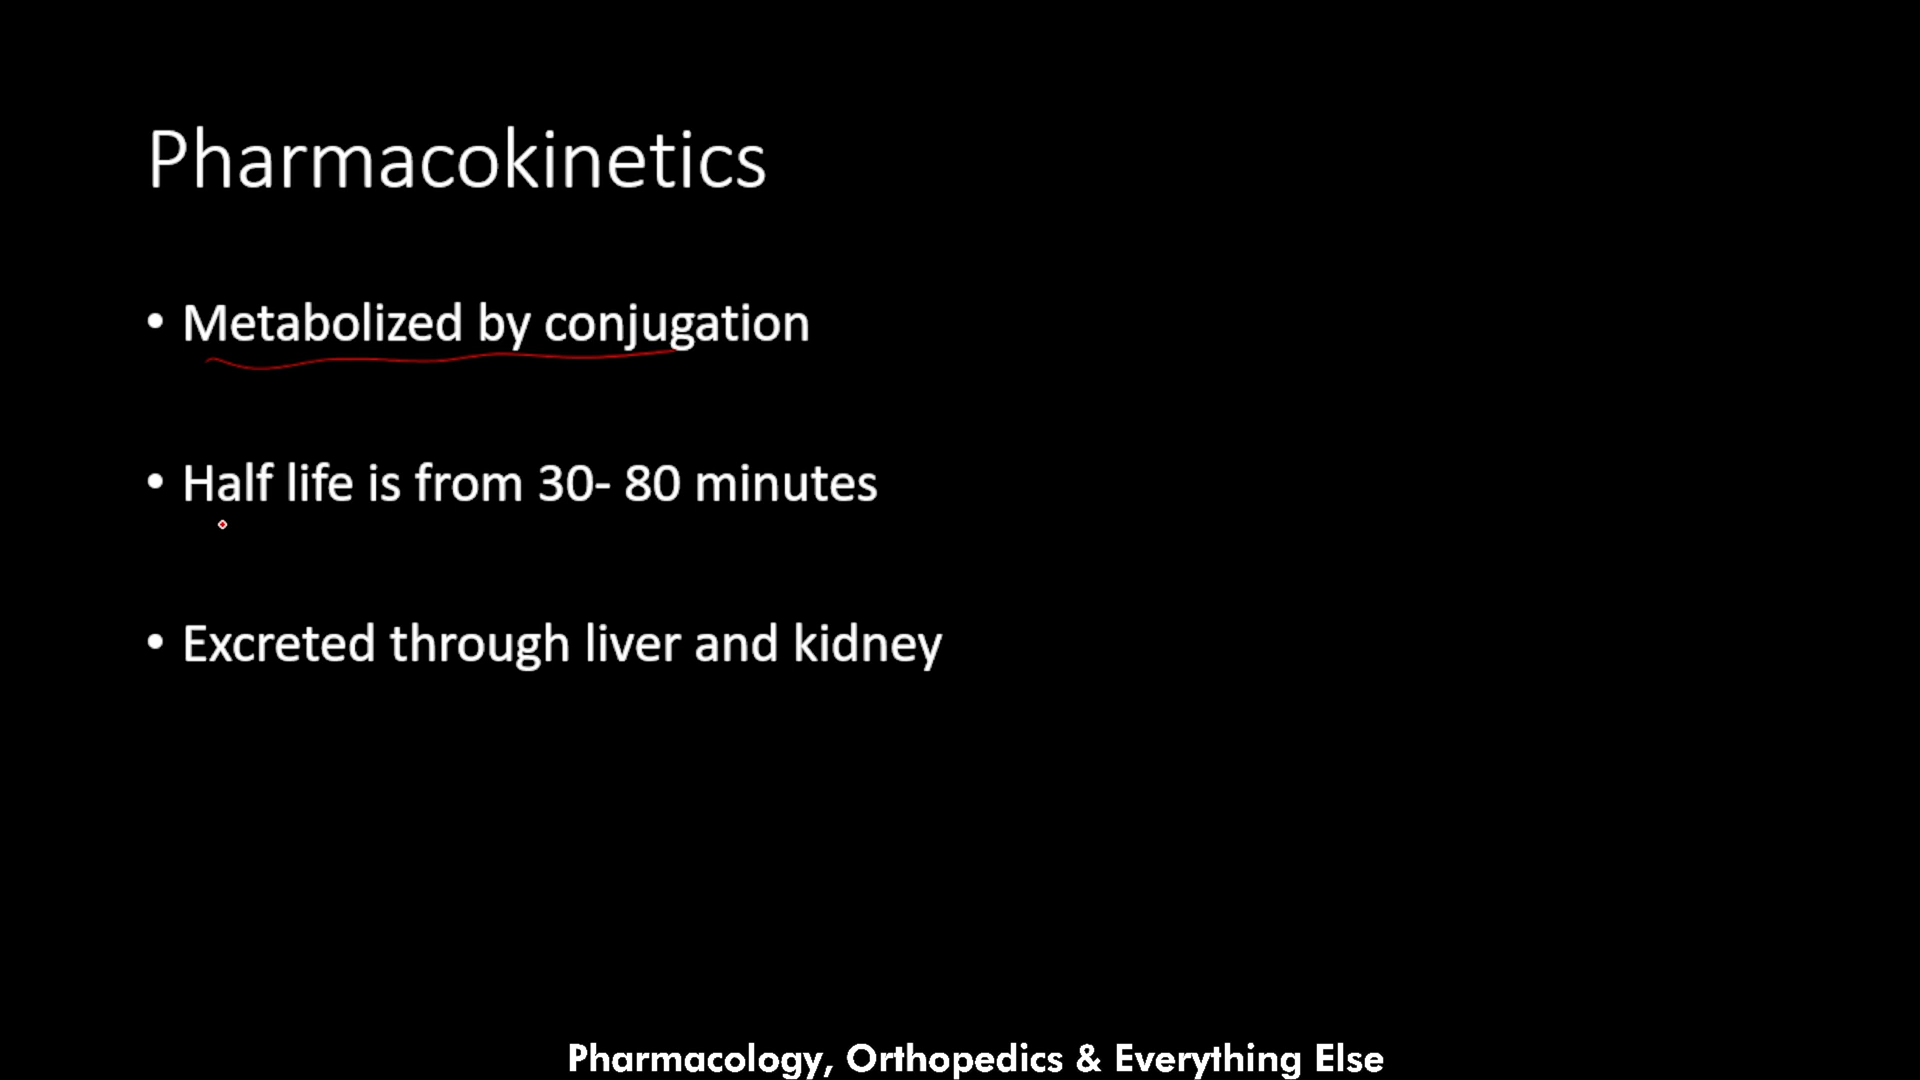 Pharmacokinetics
• Metabolized by conjugation
• Half life is from 30- 80 minutes
• Excreted through liver and kidney
Pharmacology, Orthopedics & Everything Else